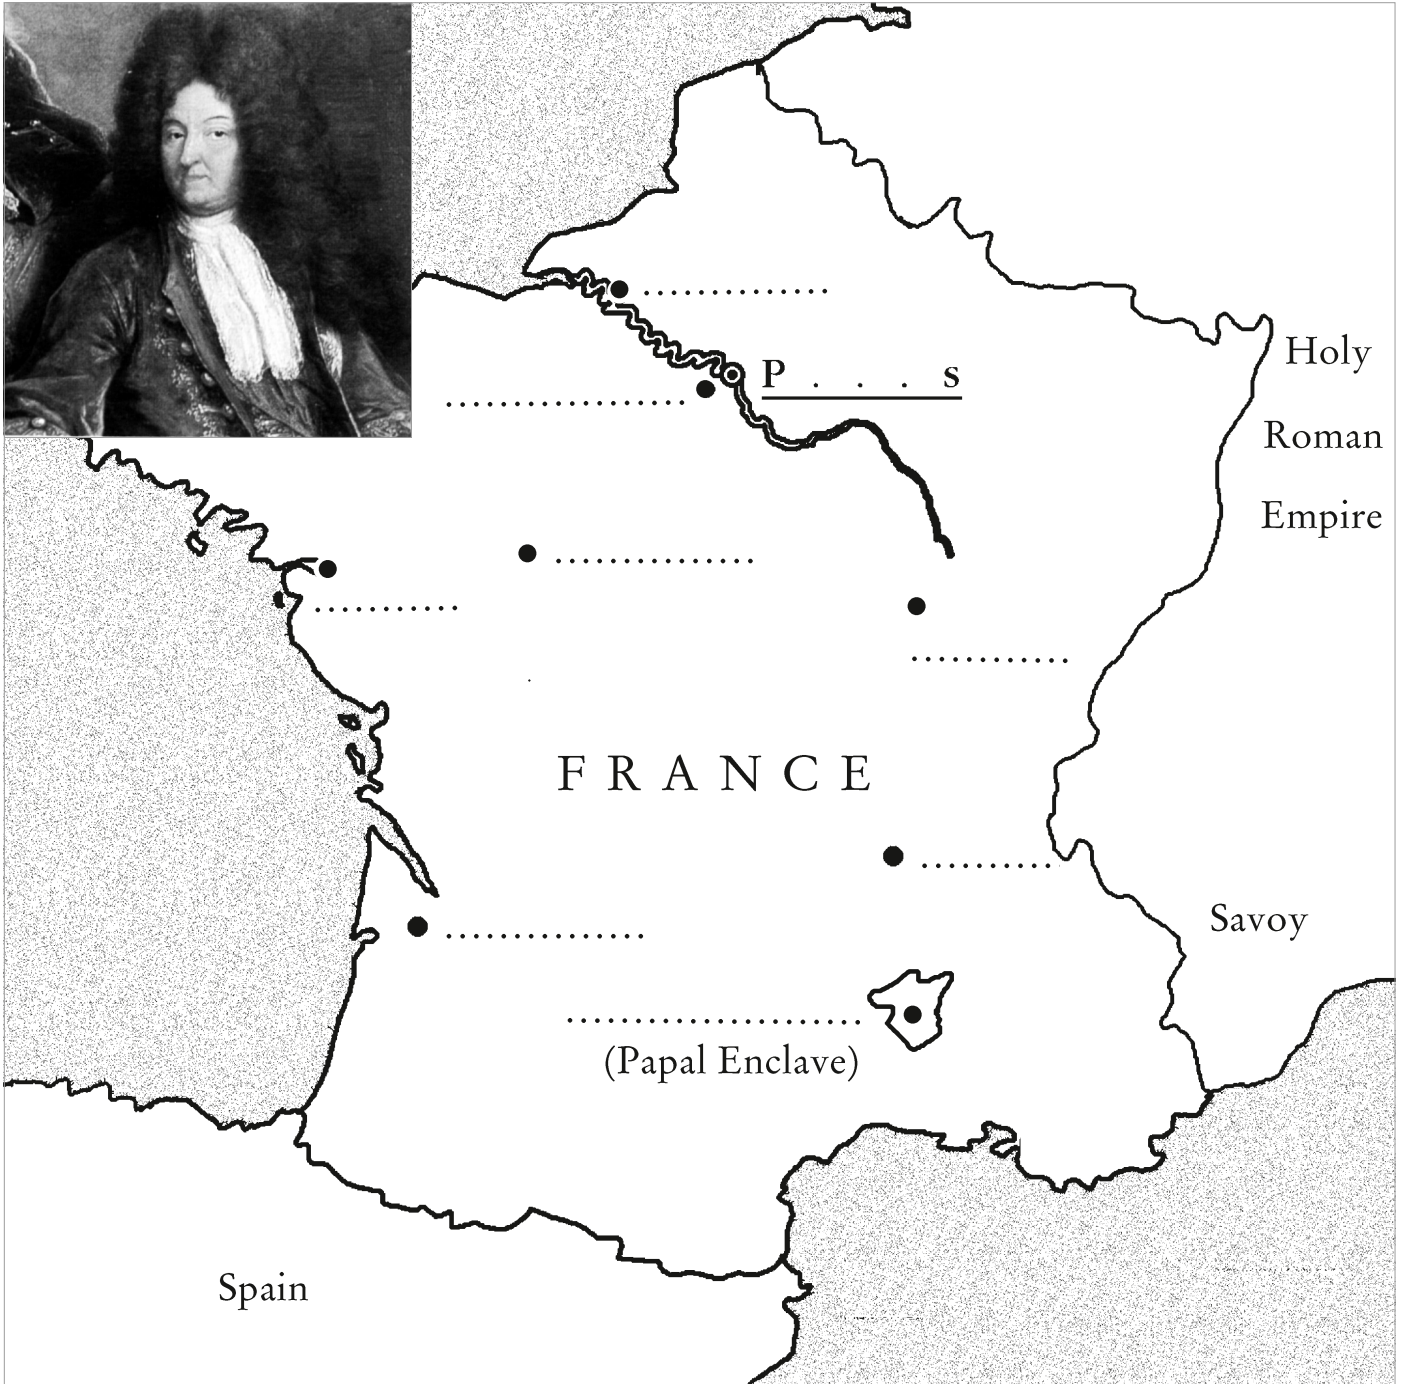 P . . . s
Holy
Roman
Empire
FRANCE
Savoy
(Papal Enclave)
Spain